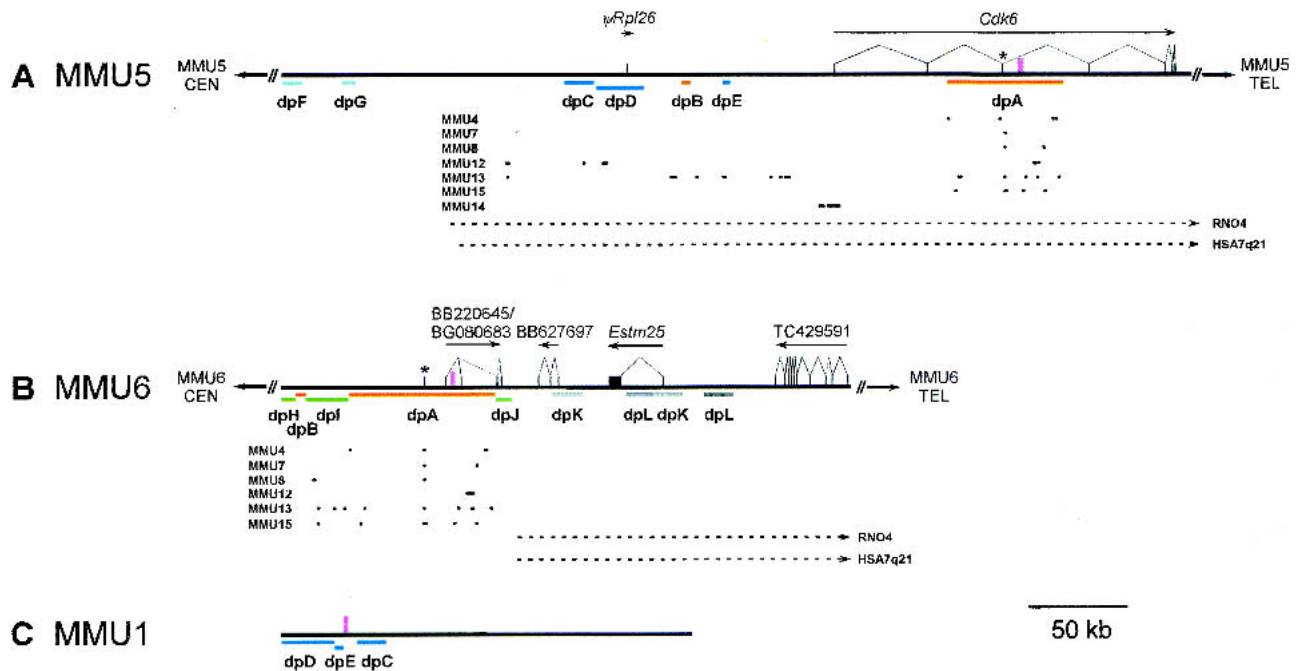 ψRpl26
Cdk6
*
A MMU5
MMU5 CEN
//
//
MMU5 TEL
dpF dpG dpC dpD dpB dpE dpA
MMU4
MMU7
MMU8
MMU12
MMU13
MMU15
MMU14
RNO4
HSA7q21
BB220645/
BG080683 BB627697 Estm25 TC429591
*
B MMU6
MMU6 CEN
//
//
MMU6 TEL
dpH dpB dpI dpA dpJ dpK dpL dpK dpL
MMU4
MMU7
MMU8
MMU12
MMU13
MMU15
RNO4
HSA7q21
C MMU1
dpD dpE dpC
50 kb